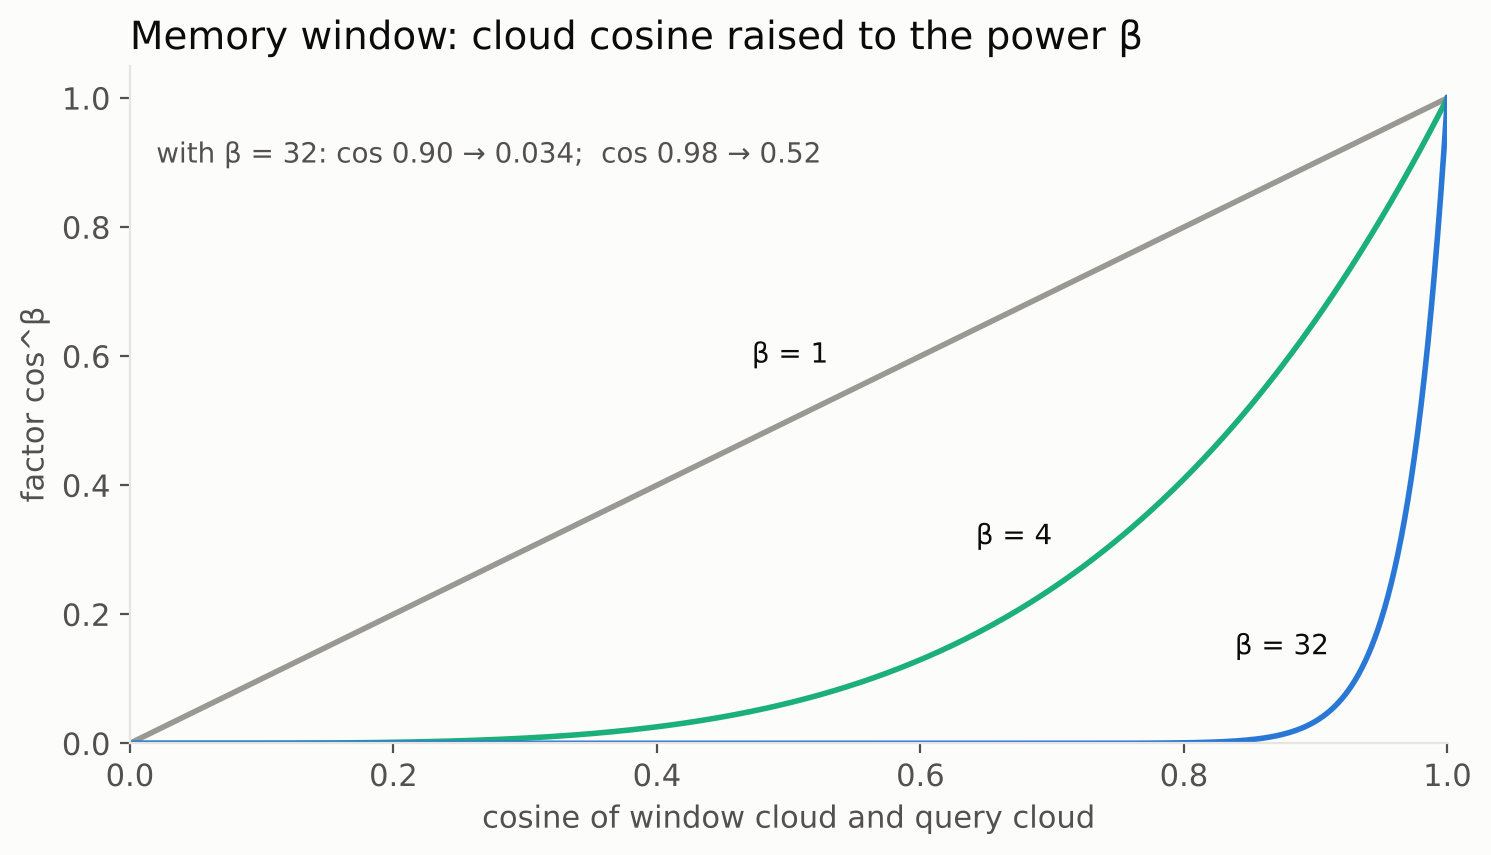 Memory window: cloud cosine raised to the power β
1.0
with β = 32: cos 0.90 → 0.034;  cos 0.98 → 0.52
0.8
factor cos^β
0.6
β = 1
0.4
β = 4
0.2
β = 32
0.0
0.0 0.2 0.4 0.6 0.8 1.0
cosine of window cloud and query cloud